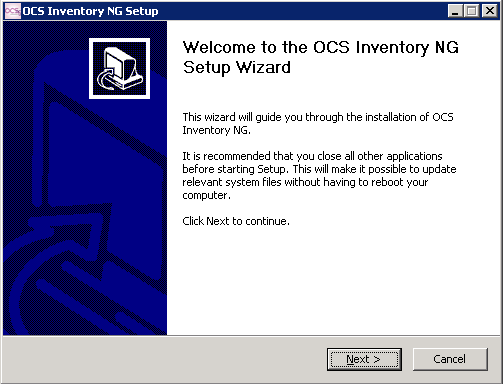 OCS Inventory NG Setup
Welcome to the OCS Inventory NG
Setup Wizard
This wizard will guide you through the installation of OCS
Inventory NG.
It is recommended that you close all other applications
before starting Setup. This will make it possible to update
relevant system files without having to reboot your
computer.
Click Next to continue.
Next >
Cancel